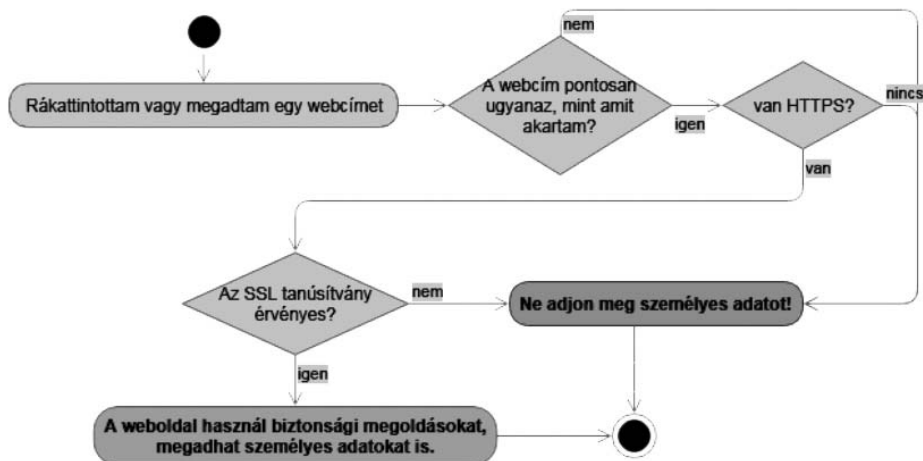 nem
Rákattintottam vagy megadtam egy webcímet
A webcím pontosan
ugyanaz, mint amit
akartam?
igen
van HTTPS?
nincs
van
Az SSL tanúsítvány
érvényes?
nem
Ne adjon meg személyes adatot!
igen
A weboldal használ biztonsági megoldásokat,
megadhat személyes adatokat is.